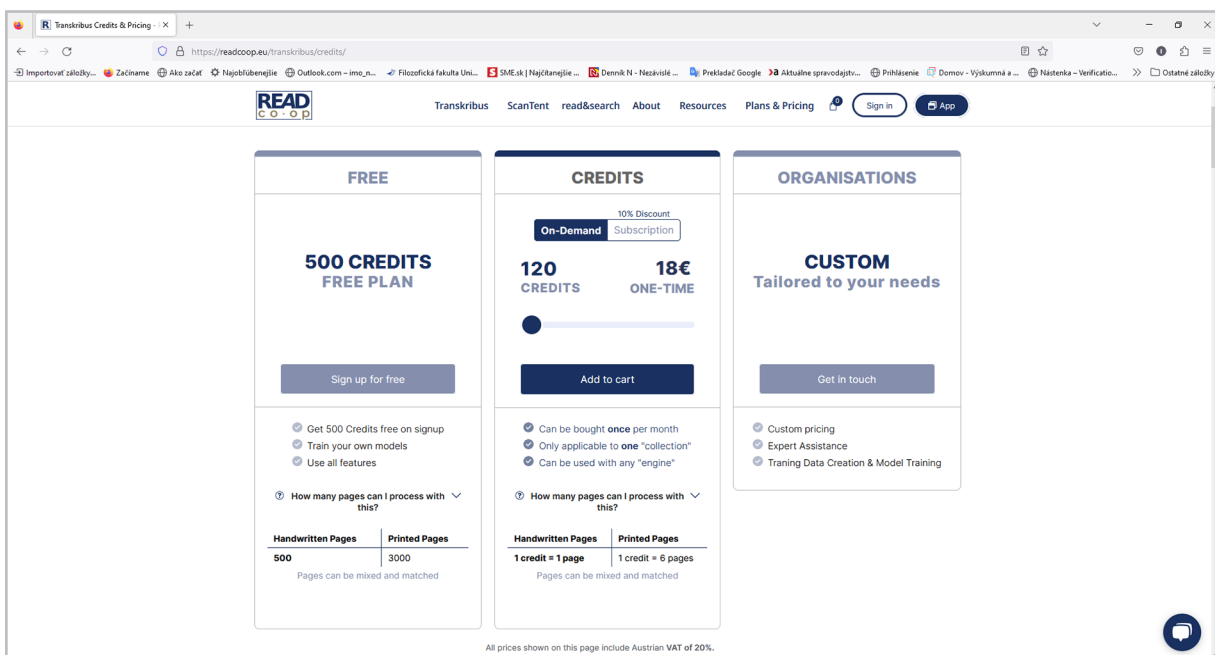 Transkribus Credits & Pricing -
https://readcoop.eu/transkribus/credits/
Importovať záložky... Začíname Ako začať Najobľúbenejšie Outlook.com – imo_n... Filozofická fakulta Uni... SME.sk | Najčítanejšie ... Denník N - Nezávislé ... Prekladač Google Aktuálne spravodajstv... Prihlásenie Domov - Výskumná a ... Nástenka – Verificatio... Ostatné záložky
READ
CO·OP
Transkribus ScanTent read&search About Resources Plans & Pricing 0 Sign in App
FREE
500 CREDITS
FREE PLAN
Sign up for free
Get 500 Credits free on signup
Train your own models
Use all features
How many pages can I process with
this?
Handwritten Pages Printed Pages
500 3000
Pages can be mixed and matched
CREDITS
10% Discount
On-Demand Subscription
120 18€
CREDITS ONE-TIME
Add to cart
Can be bought once per month
Only applicable to one "collection"
Can be used with any "engine"
How many pages can I process with
this?
Handwritten Pages Printed Pages
1 credit = 1 page 1 credit = 6 pages
Pages can be mixed and matched
ORGANISATIONS
CUSTOM
Tailored to your needs
Get in touch
Custom pricing
Expert Assistance
Traning Data Creation & Model Training
All prices shown on this page include Austrian VAT of 20%.